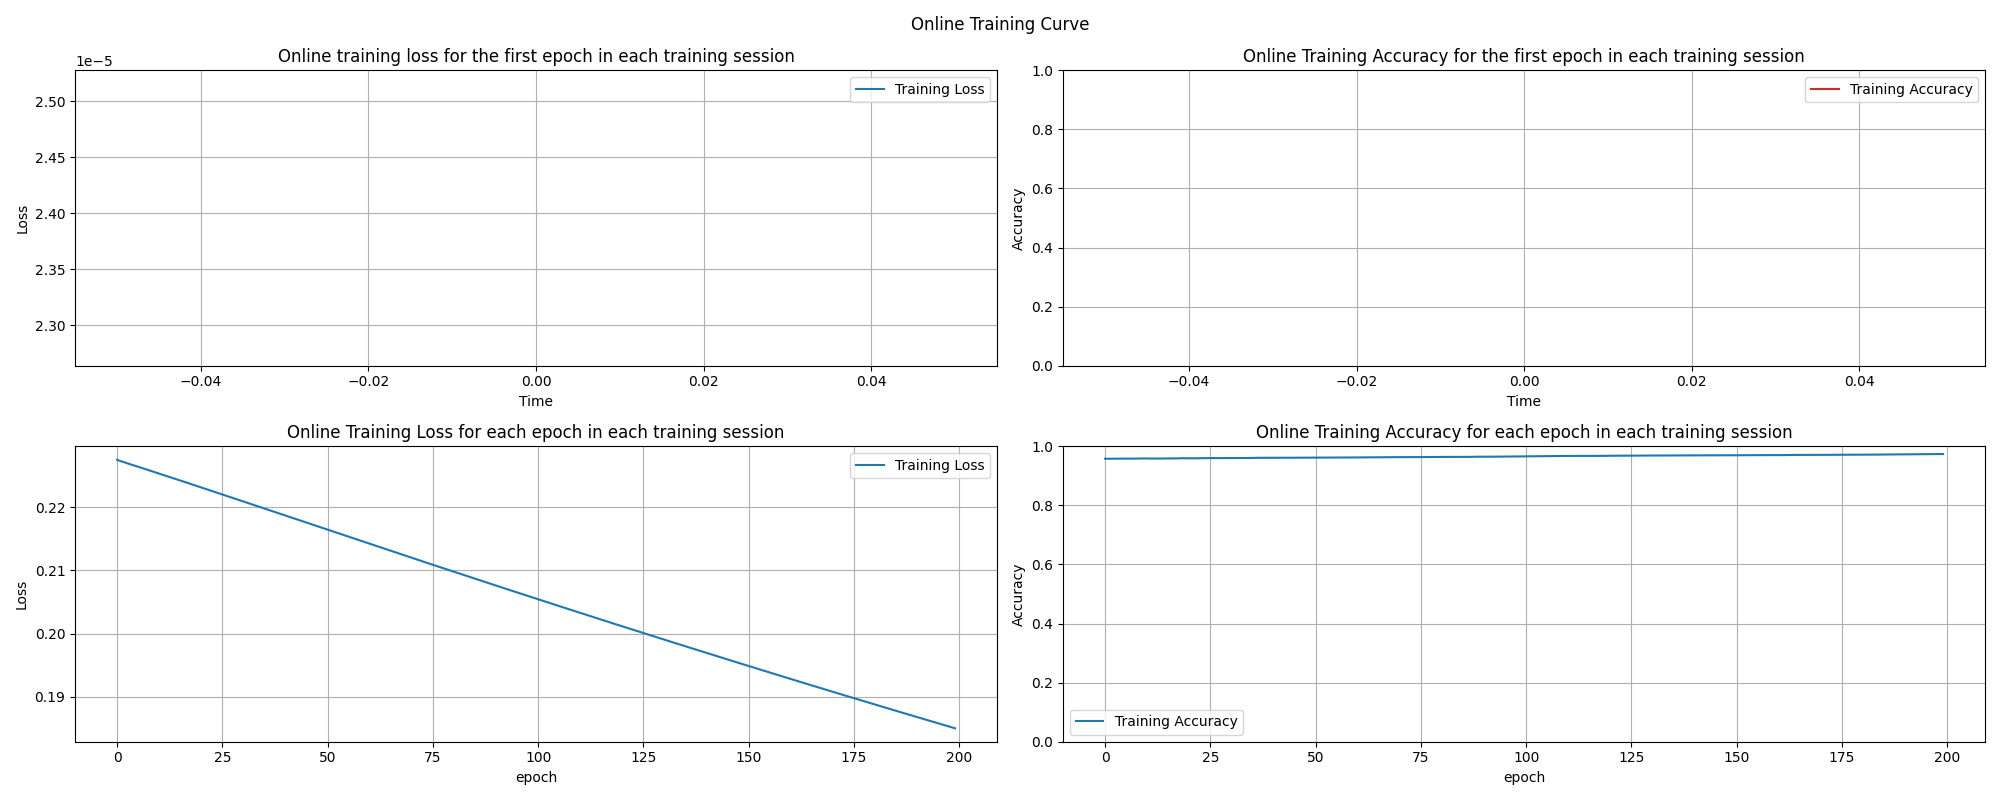 Online Training Curve
Online training loss for the first epoch in each training session
1e−5
Training Loss
2.50
2.45
2.40
2.35
2.30
Loss
−0.04 −0.02 0.00 0.02 0.04
Time
Online Training Accuracy for the first epoch in each training session
Training Accuracy
1.0
0.8
0.6
0.4
0.2
0.0
Accuracy
−0.04 −0.02 0.00 0.02 0.04
Time
Online Training Loss for each epoch in each training session
Training Loss
0.22
0.21
0.20
0.19
Loss
0 25 50 75 100 125 150 175 200
epoch
Online Training Accuracy for each epoch in each training session
1.0
0.8
0.6
0.4
0.2
0.0
Accuracy
Training Accuracy
0 25 50 75 100 125 150 175 200
epoch